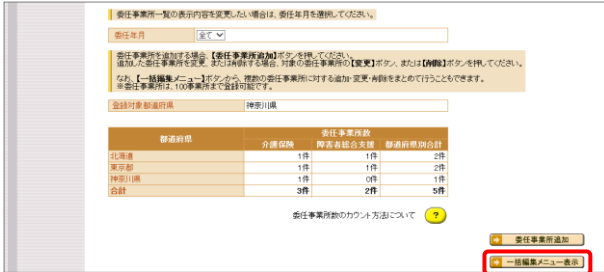 委任事業所一覧の表示内容を変更したい場合は、委任年月を選択してください。
委任年月 全て
委任事業所を追加する場合、【委任事業所追加】ボタンを押してください。
追加した委任事業所を変更、または削除する場合、対象の委任事業所の【変更】ボタン、または【削除】ボタンを押してください。
なお、【一括編集メニュー】ボタンから、複数の委任事業所に対する追加・変更・削除をまとめて行うこともできます。
※委任事業所は、100事業所まで登録可能です。
登録対象都道府県 神奈川県
都道府県 委任事業所数
介護保険 障害者総合支援 都道府県別合計
北海道 1件 1件 2件
東京都 1件 1件 2件
神奈川県 1件 0件 1件
合計 3件 2件 5件
委任事業所数のカウント方法について ?
委任事業所追加
一括編集メニュー表示